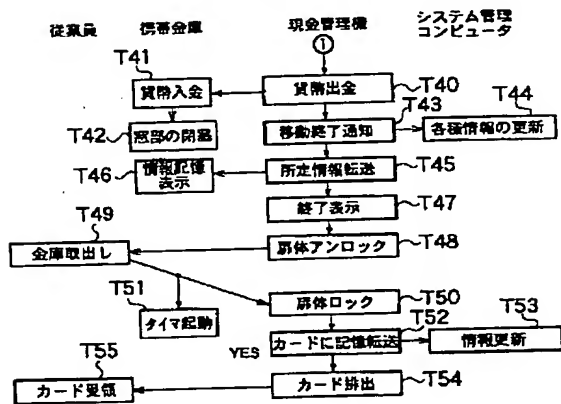 従業員 携帯金庫 現金管理機 システム管理
コンピュータ
①
T41
貨幣入金 貨幣出金 T40
T43 T44
T42 窓部の閉塞 移動終了通知 各種情報の更新
T46 情報記憶
表示
所定情報転送 T45
終了表示 T47
T49
金庫取出し 扉体アンロック T48
T51
タイマ起動
扉体ロック T50
T52 T53
YES カードに記憶転送 情報更新
T55
カード受領 カード排出 T54